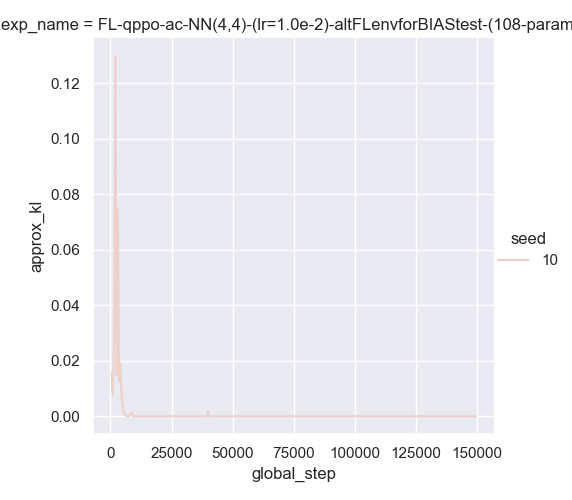 exp_name = FL-qppo-ac-NN(4,4)-(lr=1.0e-2)-altFLenvforBIAStest-(108-param
0.12
0.10
0.08
0.06
0.04
0.02
0.00
approx_kl
0 25000 50000 75000 100000 125000 150000
global_step
seed
10